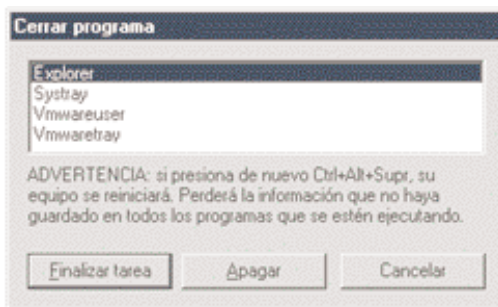 Cerrar programa
Explorer
Systray
Vmwareuser
Vmwaretray
ADVERTENCIA: si presiona de nuevo Ctrl+Alt+Supr, su
equipo se reiniciará. Perderá la información que no haya
guardado en todos los programas que se estén ejecutando.
Finalizar tarea Apagar Cancelar